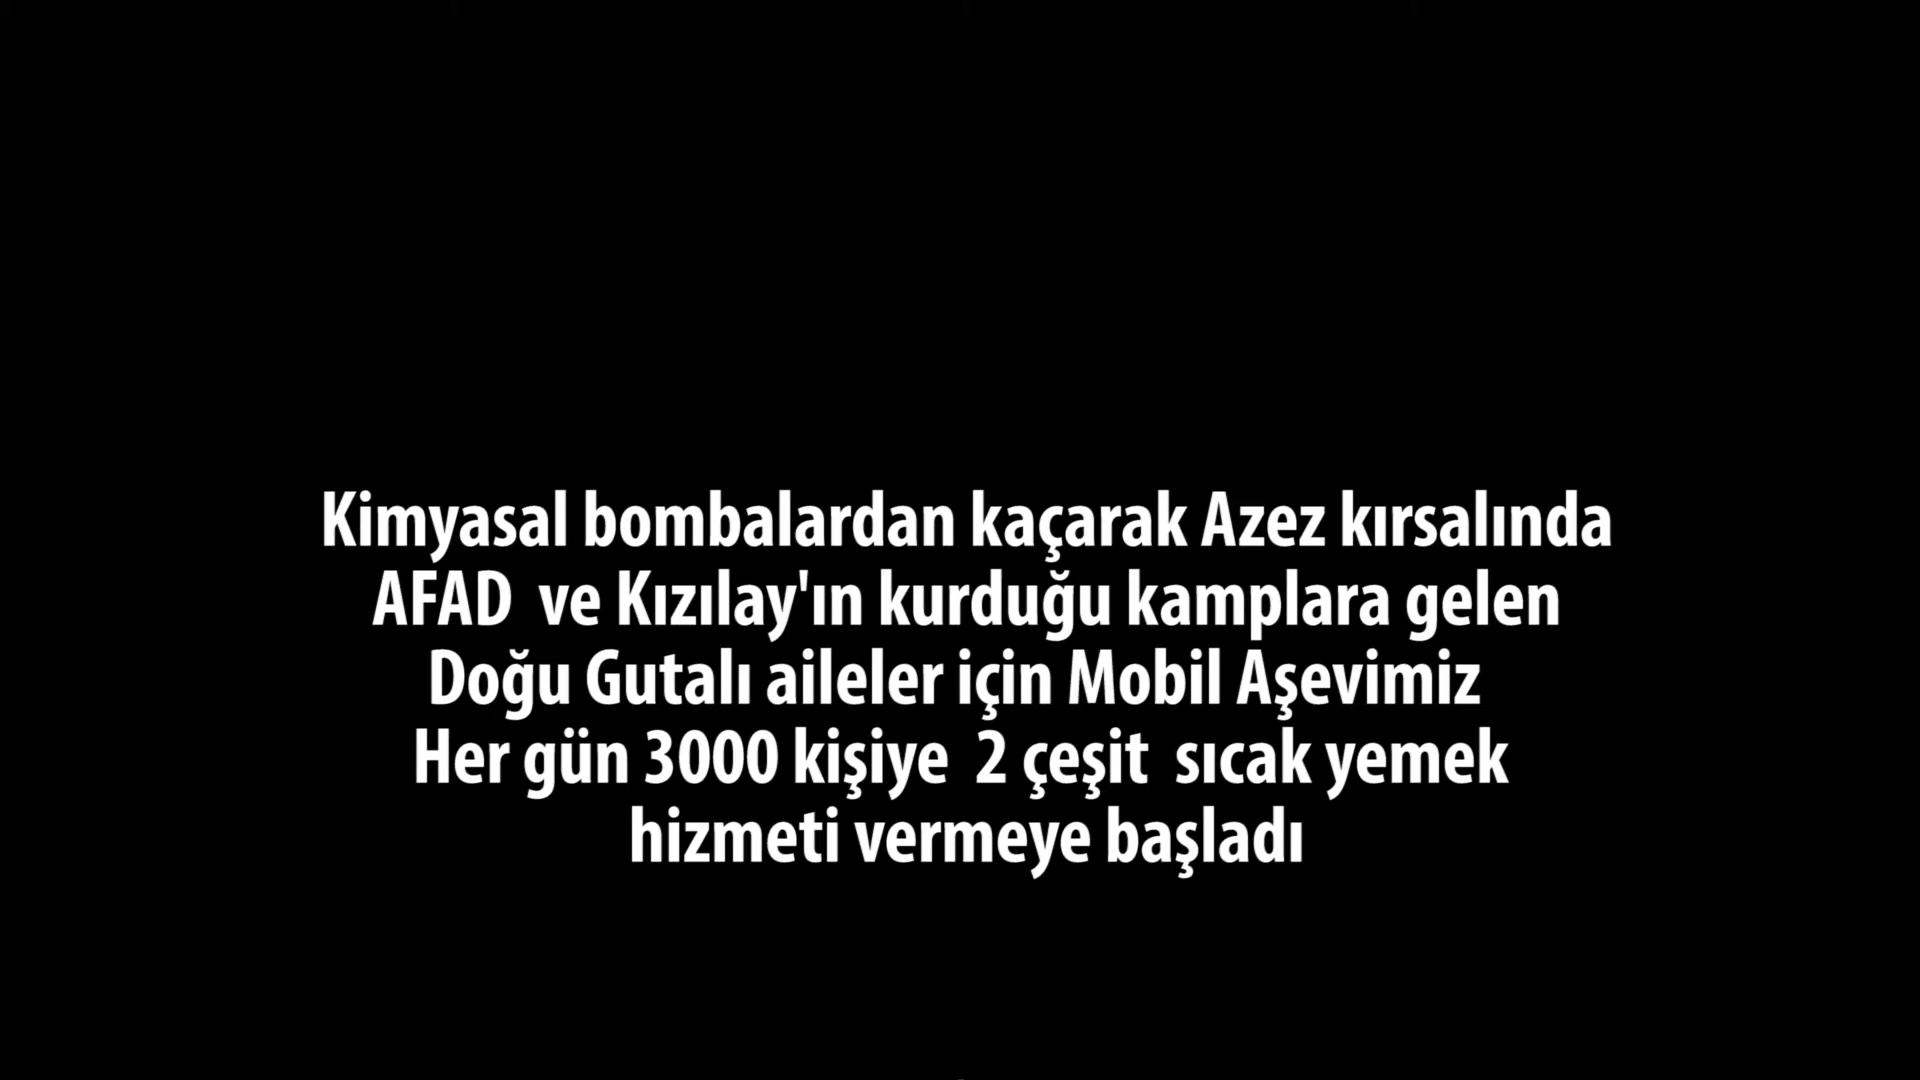 Kimyasal bombalardan kaçarak Azez kırsalında
AFAD  ve Kızılay'ın kurduğu kamplara gelen
Doğu Gutalı aileler için Mobil Aşevimiz
Her gün 3000 kişiye  2 çeşit  sıcak yemek
hizmeti vermeye başladı